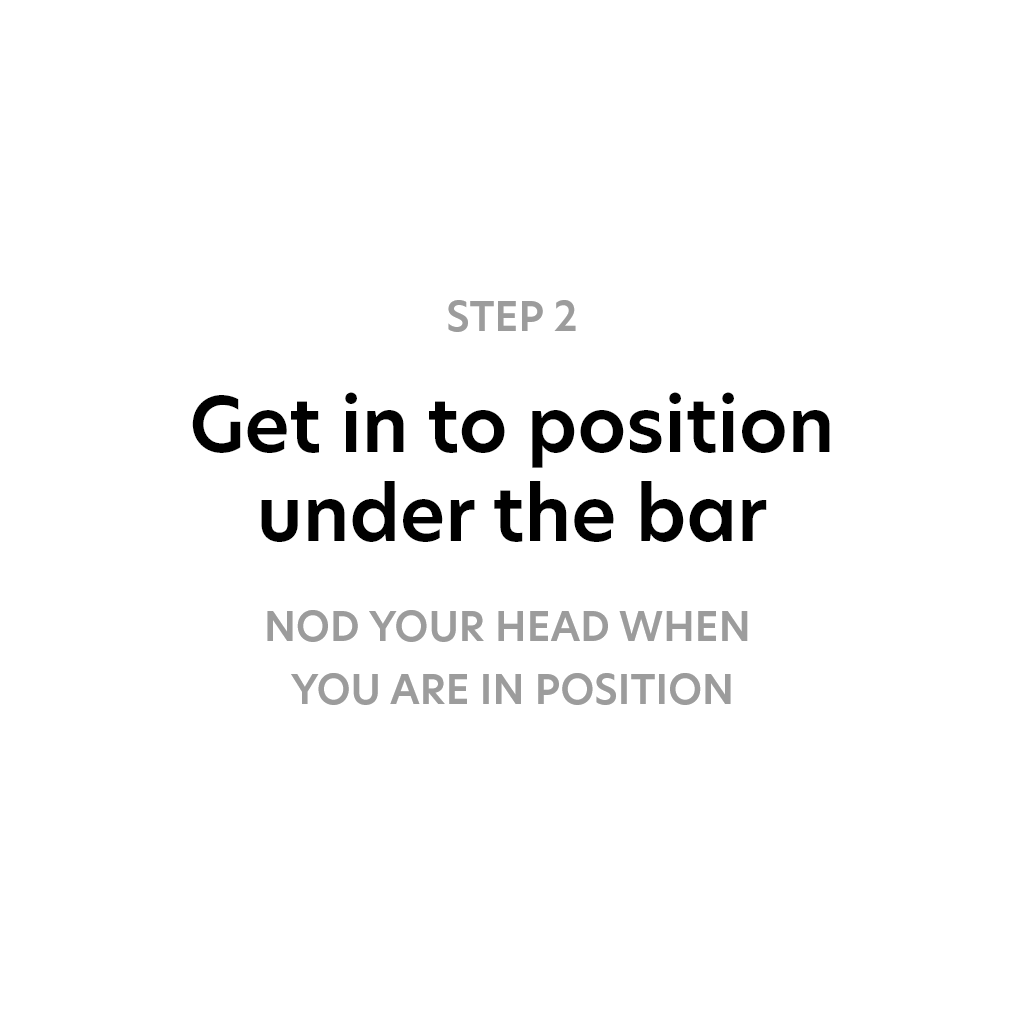 STEP 2
Get in to position
under the bar
NOD YOUR HEAD WHEN
YOU ARE IN POSITION